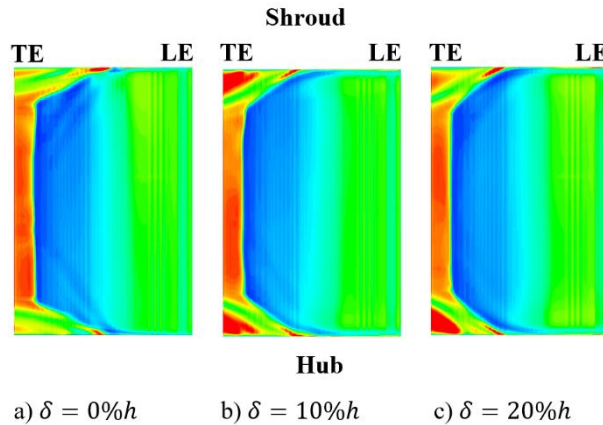 Shroud
TE LE TE LE TE LE
Hub
a) δ = 0%h b) δ = 10%h c) δ = 20%h